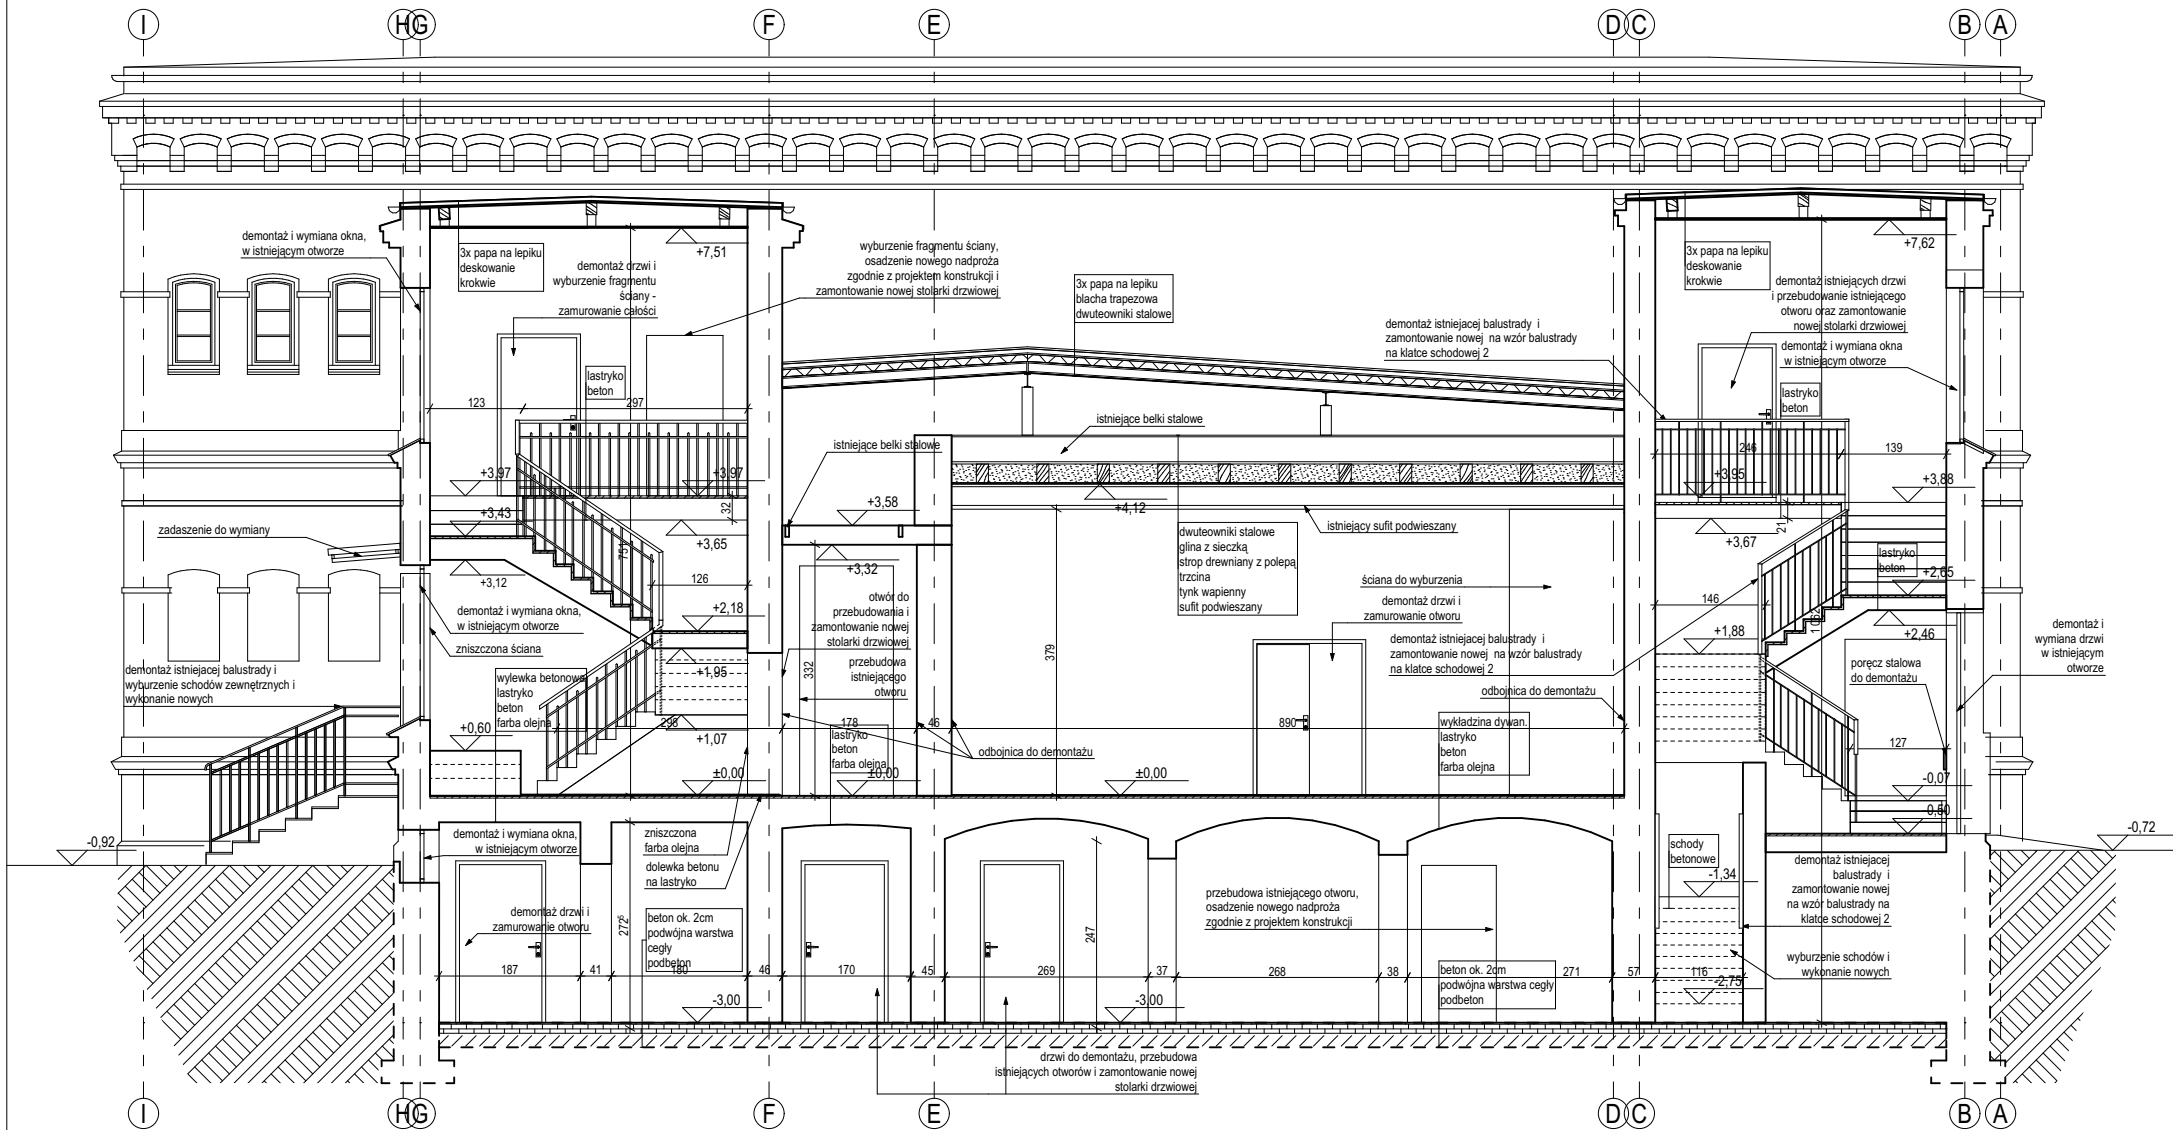 I
H
G
F
E
D
C
B
A
demontaż i wymiana okna,
w istniejącym otworze
3x papa na lepiku
deskowanie
krokwie
demontaż drzwi i
wyburzenie fragmentu
ściany -
zamurowanie całości
+7,51
wyburzenie fragmentu ściany,
osadzenie nowego nadproża
zgodnie z projektem konstrukcji i
zamontowanie nowej stolarki drzwiowej
3x papa na lepiku
blacha trapezowa
dwuteowniki stalowe
demontaż istniejacej balustrady i
zamontowanie nowej na wzór balustrady
na klatce schodowej 2
3x papa na lepiku
deskowanie
krokwie
+7,62
demontaż istniejących drzwi
i przebudowanie istniejącego
otworu oraz zamontowanie
nowej stolarki drzwiowej
demontaż i wymiana okna
w istniejącym otworze
lastryko
beton
lastryko
beton
123
297
istniejące belki stalowe
istniejące belki stalowe
246
139
+3,97
+3,97
+3,95
+3,88
32
+3,43
+3,65
+3,58
+4,12
istniejący sufit podwieszany
21
+3,67
zadaszenie do wymiany
751
dwuteowniki stalowe
glina z sieczką
strop drewniany z polepą
trzcina
tynk wapienny
sufit podwieszany
lastryko
beton
+3,12
+3,32
126
+2,65
ściana do wyburzenia
146
+2,18
otwór do
przebudowania i
zamontowanie nowej
stolarki drzwiowej
demontaż drzwi i
zamurowanie otworu
1062
demontaż i wymiana okna,
w istniejącym otworze
zniszczona ściana
+1,88
+2,46
demontaż i
wymiana drzwi
w istniejącym
otworze
demontaż istniejacej balustrady i
zamontowanie nowej na wzór balustrady
na klatce schodowej 2
379
332
przebudowa
istniejącego
otworu
poręcz stalowa
do demontażu
demontaż istniejacej balustrady i
wyburzenie schodów zewnętrznych i
wykonanie nowych
wylewka betonowa
lastryko
beton
farba olejna
+1,95
odbojnica do demontażu
+0,60
298
+1,07
178
46
890
lastryko
beton
farba olejna
odbojnica do demontażu
wykładzina dywan.
lastryko
beton
farba olejna
127
±0,00
±0,00
±0,00
-0,07
-0,50
-0,92
-0,72
demontaż i wymiana okna,
w istniejącym otworze
zniszczona
farba olejna
dolewka betonu
na lastryko
schody
betonowe
-1,34
demontaż istniejacej
balustrady i
zamontowanie nowej
na wzór balustrady na
klatce schodowej 2
demontaż drzwi i
zamurowanie otworu
272⁵
beton ok. 2cm
podwójna warstwa
cegły
podbeton
247
przebudowa istniejącego otworu,
osadzenie nowego nadproża
zgodnie z projektem konstrukcji
wyburzenie schodów i
wykonanie nowych
187
41
180
46
170
45
269
37
268
38
271
57
116
beton ok. 2cm
podwójna warstwa cegły
podbeton
-2,75
-3,00
-3,00
drzwi do demontażu, przebudowa
istniejących otworów i zamontowanie nowej
stolarki drzwiowej
I
H
G
F
E
D
C
B
A